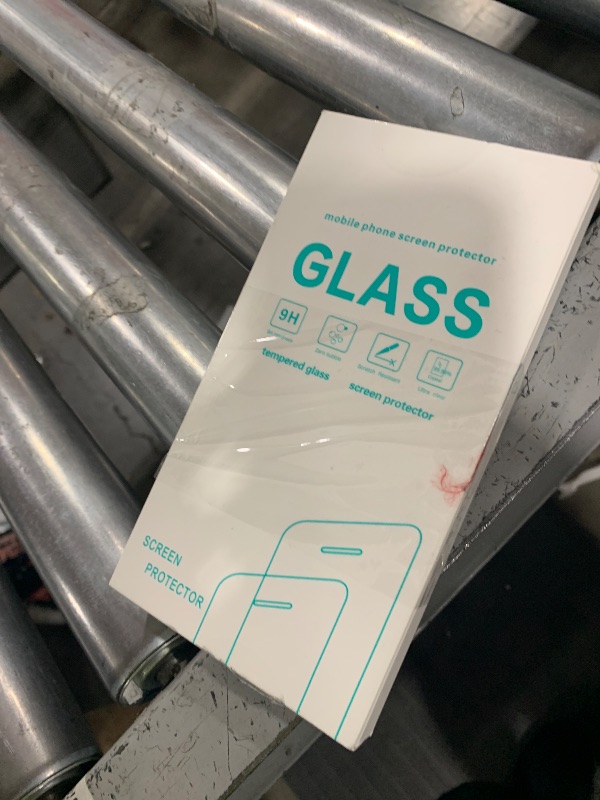 mobile phone screen protector
GLASS
9H
tempered glass
screen protector
SCREEN
PROTECTOR